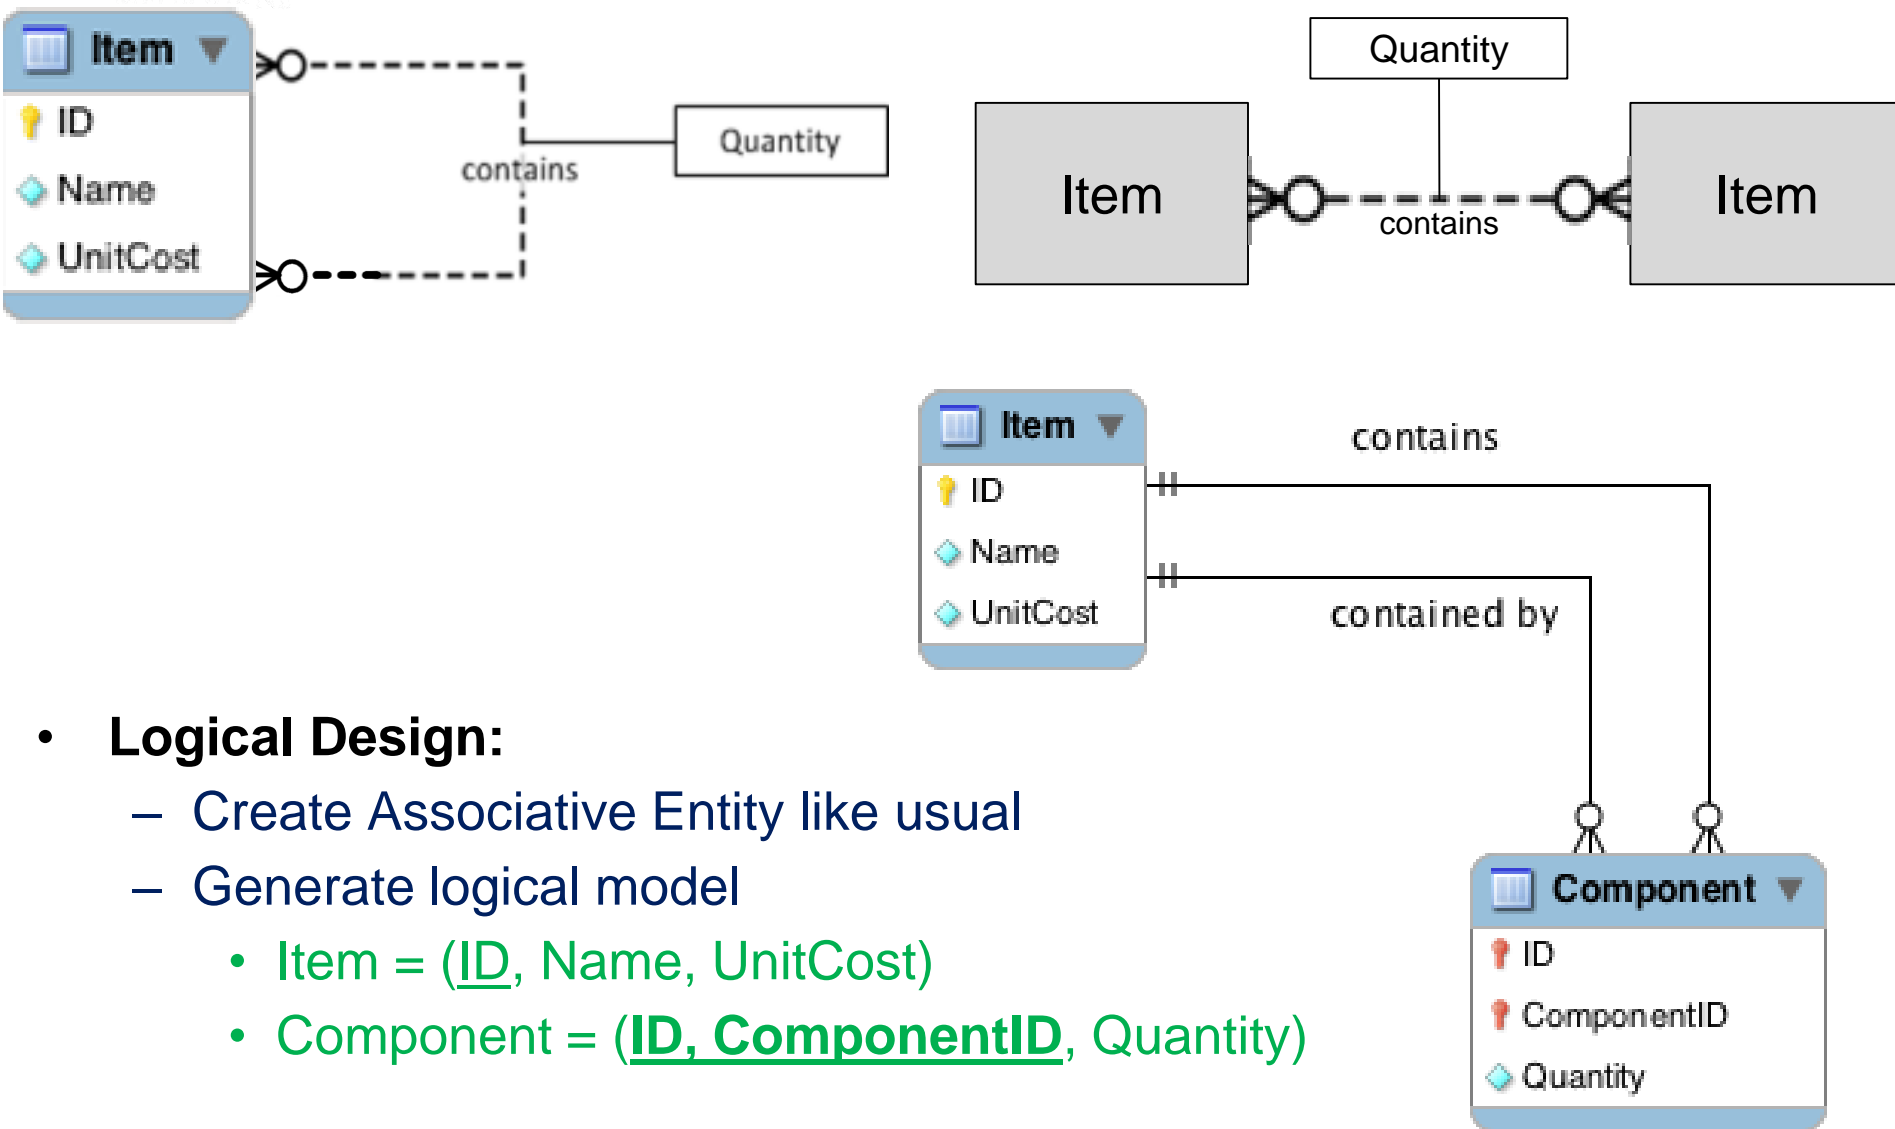 Item
ID
Name
UnitCost
contains
Quantity
Quantity
Item
contains
Item
Item
ID
Name
UnitCost
contains
contained by
• Logical Design:
– Create Associative Entity like usual
– Generate logical model
• Item = (ID, Name, UnitCost)
• Component = (ID, ComponentID, Quantity)
Component
ID
ComponentID
Quantity